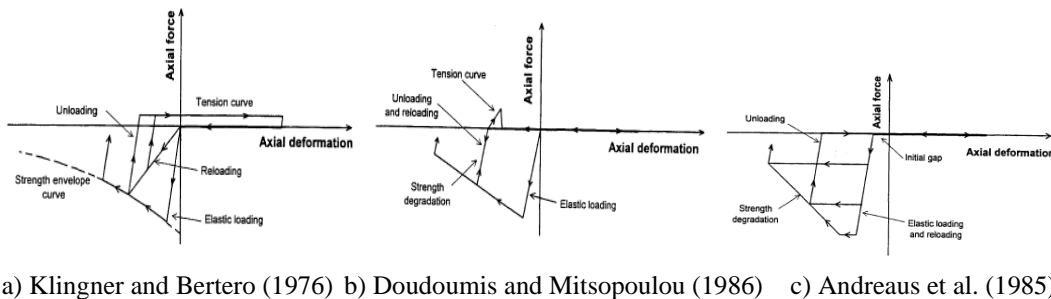 Axial force
Unloading
Tension curve
Axial deformation
Reloading
Strength envelope
curve
Elastic loading
Axial force
Tension curve
Unloading
and reloading
Axial deformation
Strength
degradation
Elastic loading
Axial force
Unloading
Initial gap
Axial deformation
Strength
degradation
Elastic loading
and reloading
a) Klingner and Bertero (1976) b) Doudoumis and Mitsopoulou (1986) c) Andreaus et al. (1985)